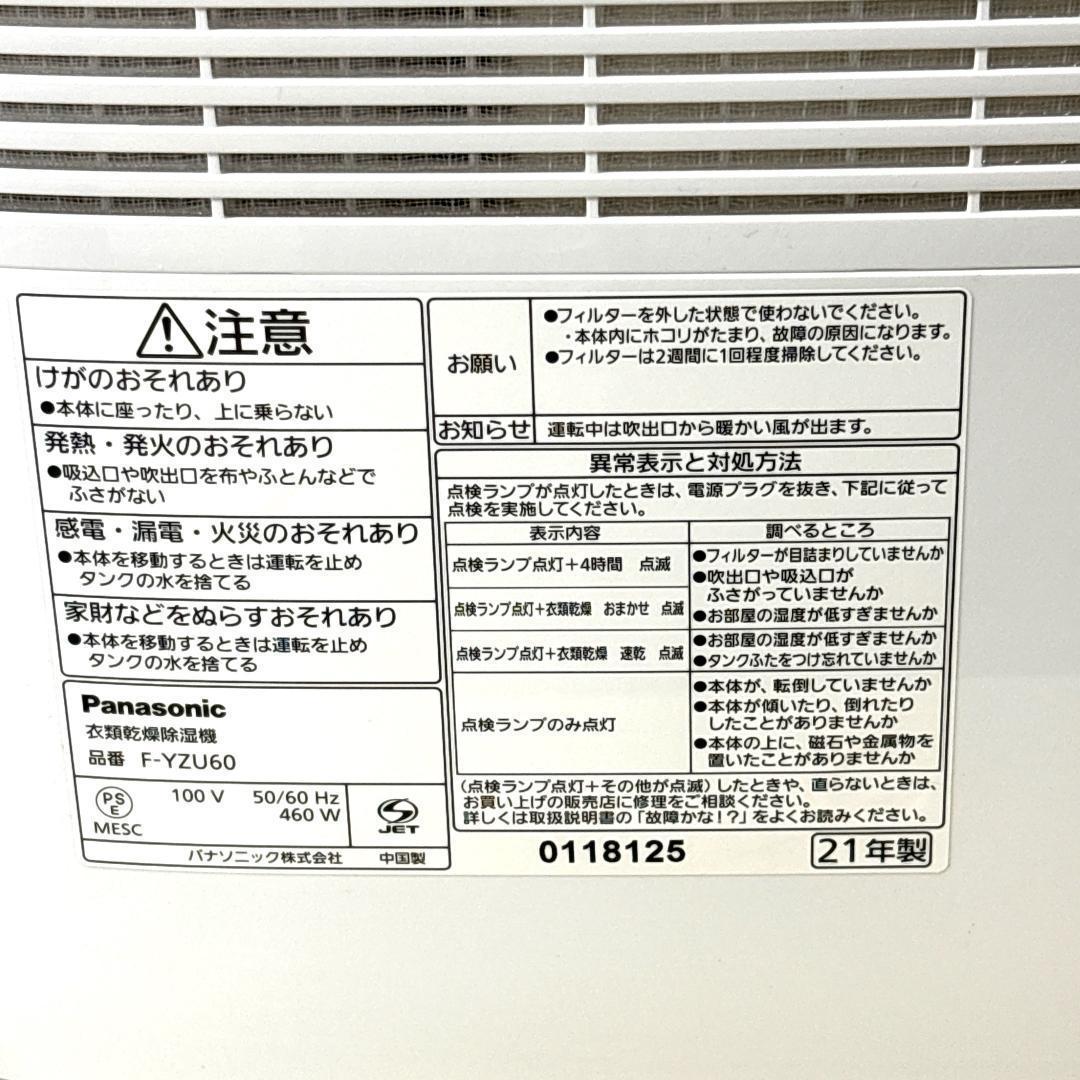 注意
けがのおそれあり
●本体に座ったり、上に乗らない
発熱・発火のおそれあり
●吸込口や吹出口を布やふとんなどで
ふさがない
感電・漏電・火災のおそれあり
●本体を移動するときは運転を止め
タンクの水を捨てる
家財などをぬらすおそれあり
●本体を移動するときは運転を止め
タンクの水を捨てる
Panasonic
衣類乾燥除湿機
品番 F-YZU60
PS
E
MESC
100 V 50/60 Hz
460 W
JET
パナソニック株式会社 中国製
お願い
●フィルターを外した状態で使わないでください。
・本体内にホコリがたまり、故障の原因になります。
●フィルターは2週間に1回程度掃除してください。
お知らせ 運転中は吹出口から暖かい風が出ます。
異常表示と対処方法
点検ランプが点灯したときは、電源プラグを抜き、下記に従って
点検を実施してください。
表示内容 調べるところ
点検ランプ点灯+4時間 点滅
点検ランプ点灯+衣類乾燥 おまかせ 点滅
●フィルターが目詰まりしていませんか
●吹出口や吸込口が
ふさがっていませんか
●お部屋の湿度が低すぎませんか
点検ランプ点灯+衣類乾燥 速乾 点滅
●お部屋の湿度が低すぎませんか
●タンクふたをつけ忘れていませんか
点検ランプのみ点灯
●本体が、転倒していませんか
●本体が傾いたり、倒れたり
したことがありませんか
●本体の上に、磁石や金属物を
置いたことがありませんか
(点検ランプ点灯+その他が点滅)したときや、直らないときは、
お買い上げの販売店に修理をご相談ください。
詳しくは取扱説明書の「故障かな!?」をよくお読みください。
0118125 21年製